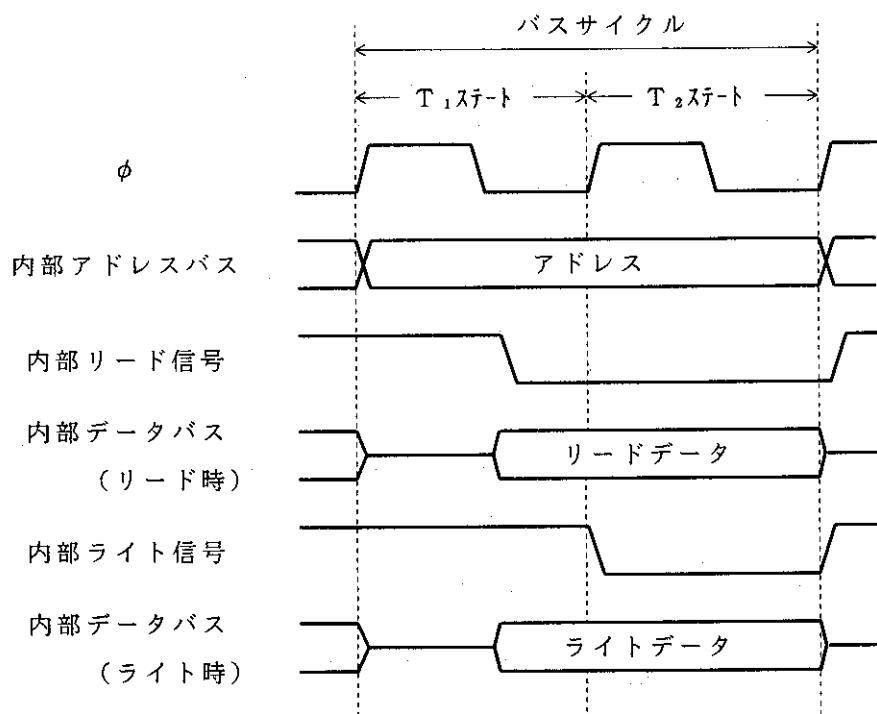 バスサイクル
T₁ステート
T₂ステート
φ
内部アドレスバス
アドレス
内部リード信号
内部データバス
(リード時)
リードデータ
内部ライト信号
内部データバス
(ライト時)
ライトデータ